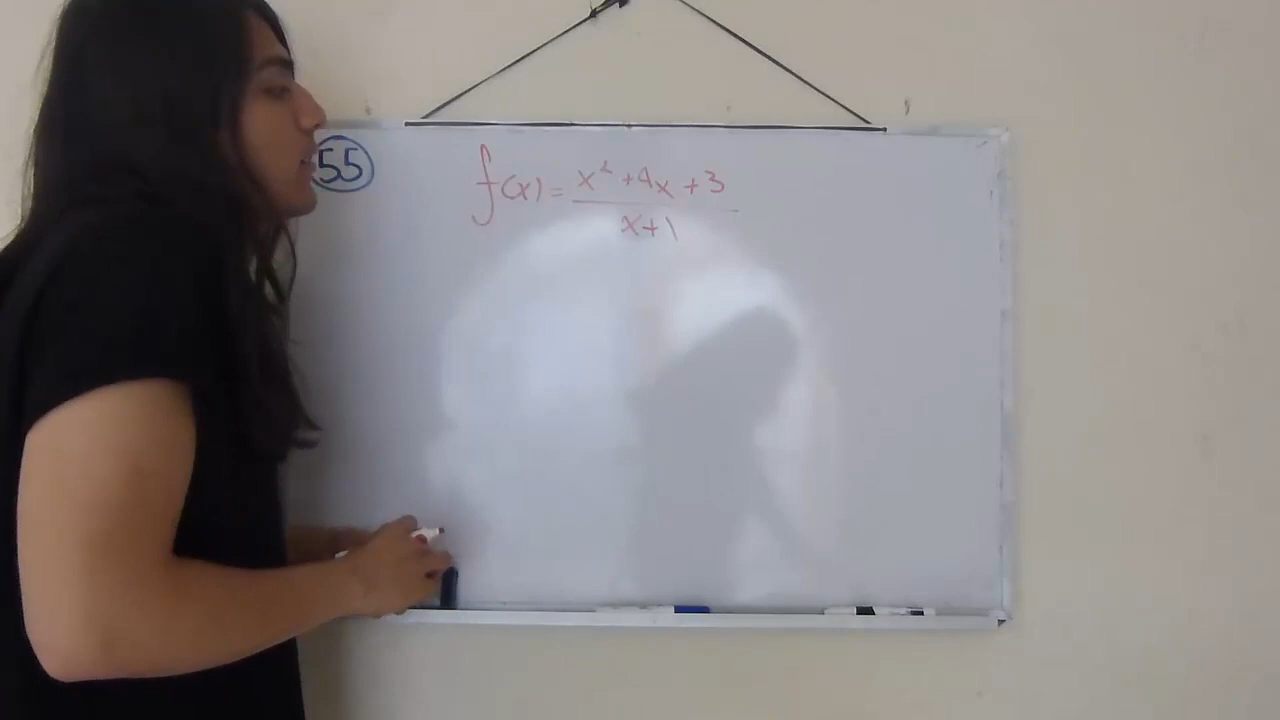 55
f(x) = x² + 4x + 3
x + 1